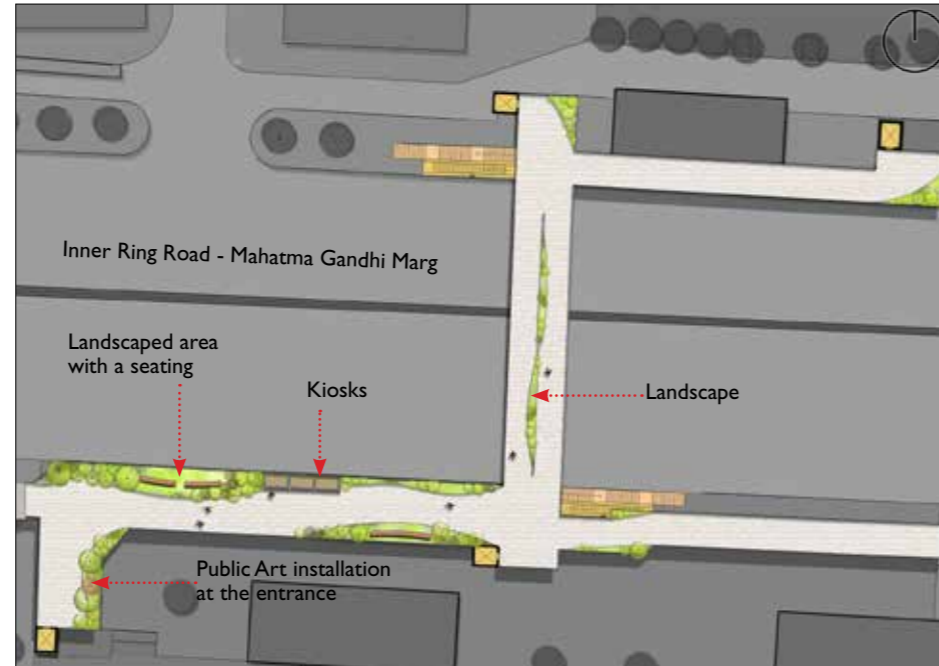 Inner Ring Road - Mahatma Gandhi Marg
Landscaped area
with a seating
Kiosks
Landscape
Public Art installation
at the entrance